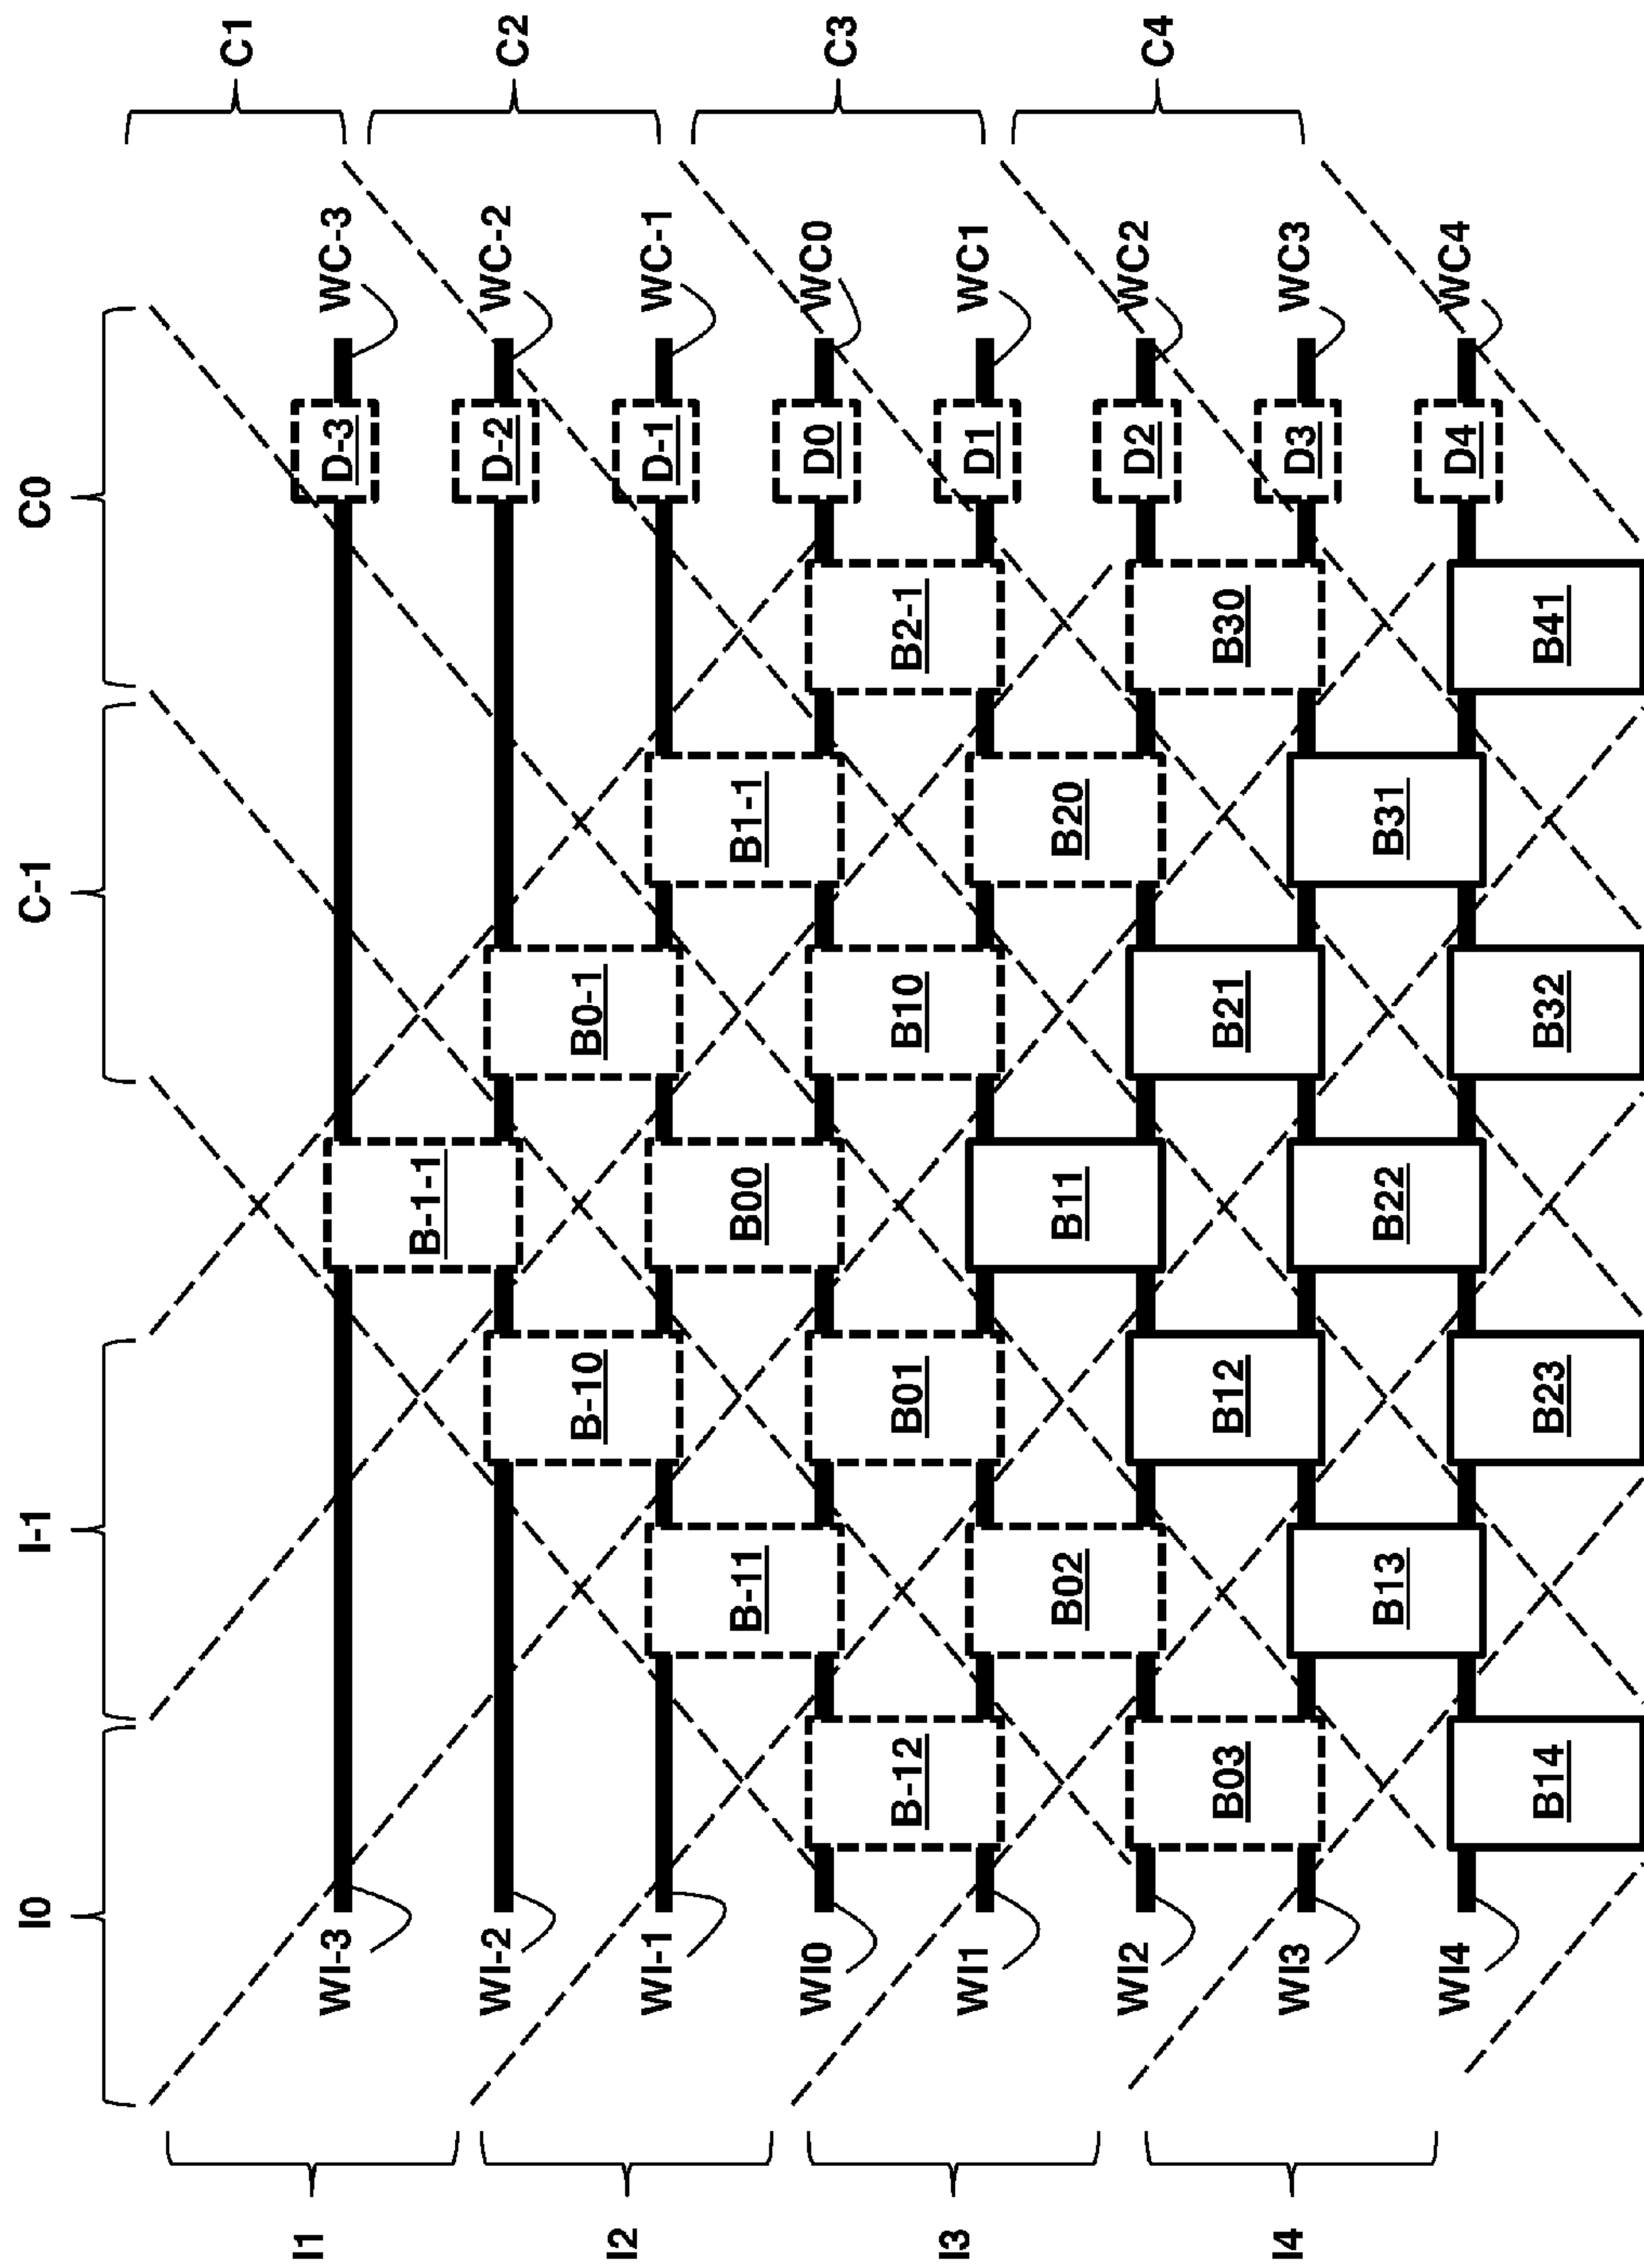 I0
I-1
C-1
C0
C1
I1
WI-3
D-3
WC-3
B-1-1
WI-2
D-2
WC-2
C2
B-10
B0-1
I2
WI-1
D-1
WC-1
B-11
B00
B1-1
WI0
D0
WC0
C3
B-12
B01
B10
B2-1
I3
WI1
D1
WC1
B02
B11
B20
WI2
D2
WC2
C4
B03
B12
B21
B30
I4
WI3
D3
WC3
B13
B22
B31
WI4
D4
WC4
B14
B23
B32
B41